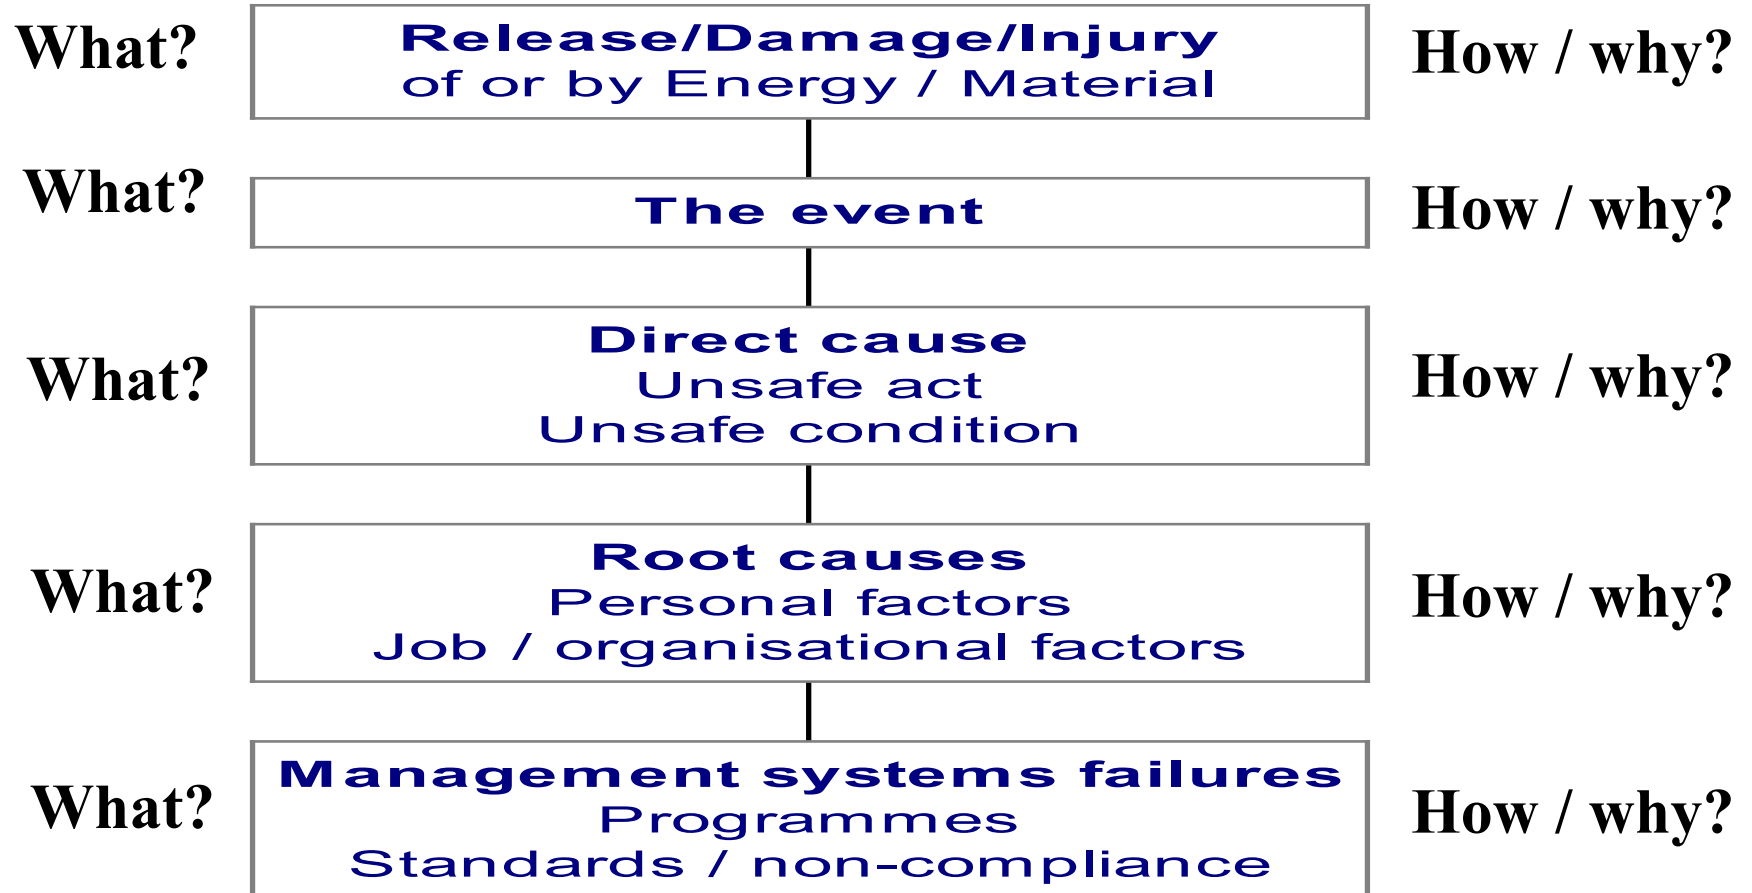 What?
Release/Damage/Injury
of or by Energy / Material
How / why?
What?
The event
How / why?
What?
Direct cause
Unsafe act
Unsafe condition
How / why?
What?
Root causes
Personal factors
Job / organisational factors
How / why?
What?
Management systems failures
Programmes
Standards / non-compliance
How / why?